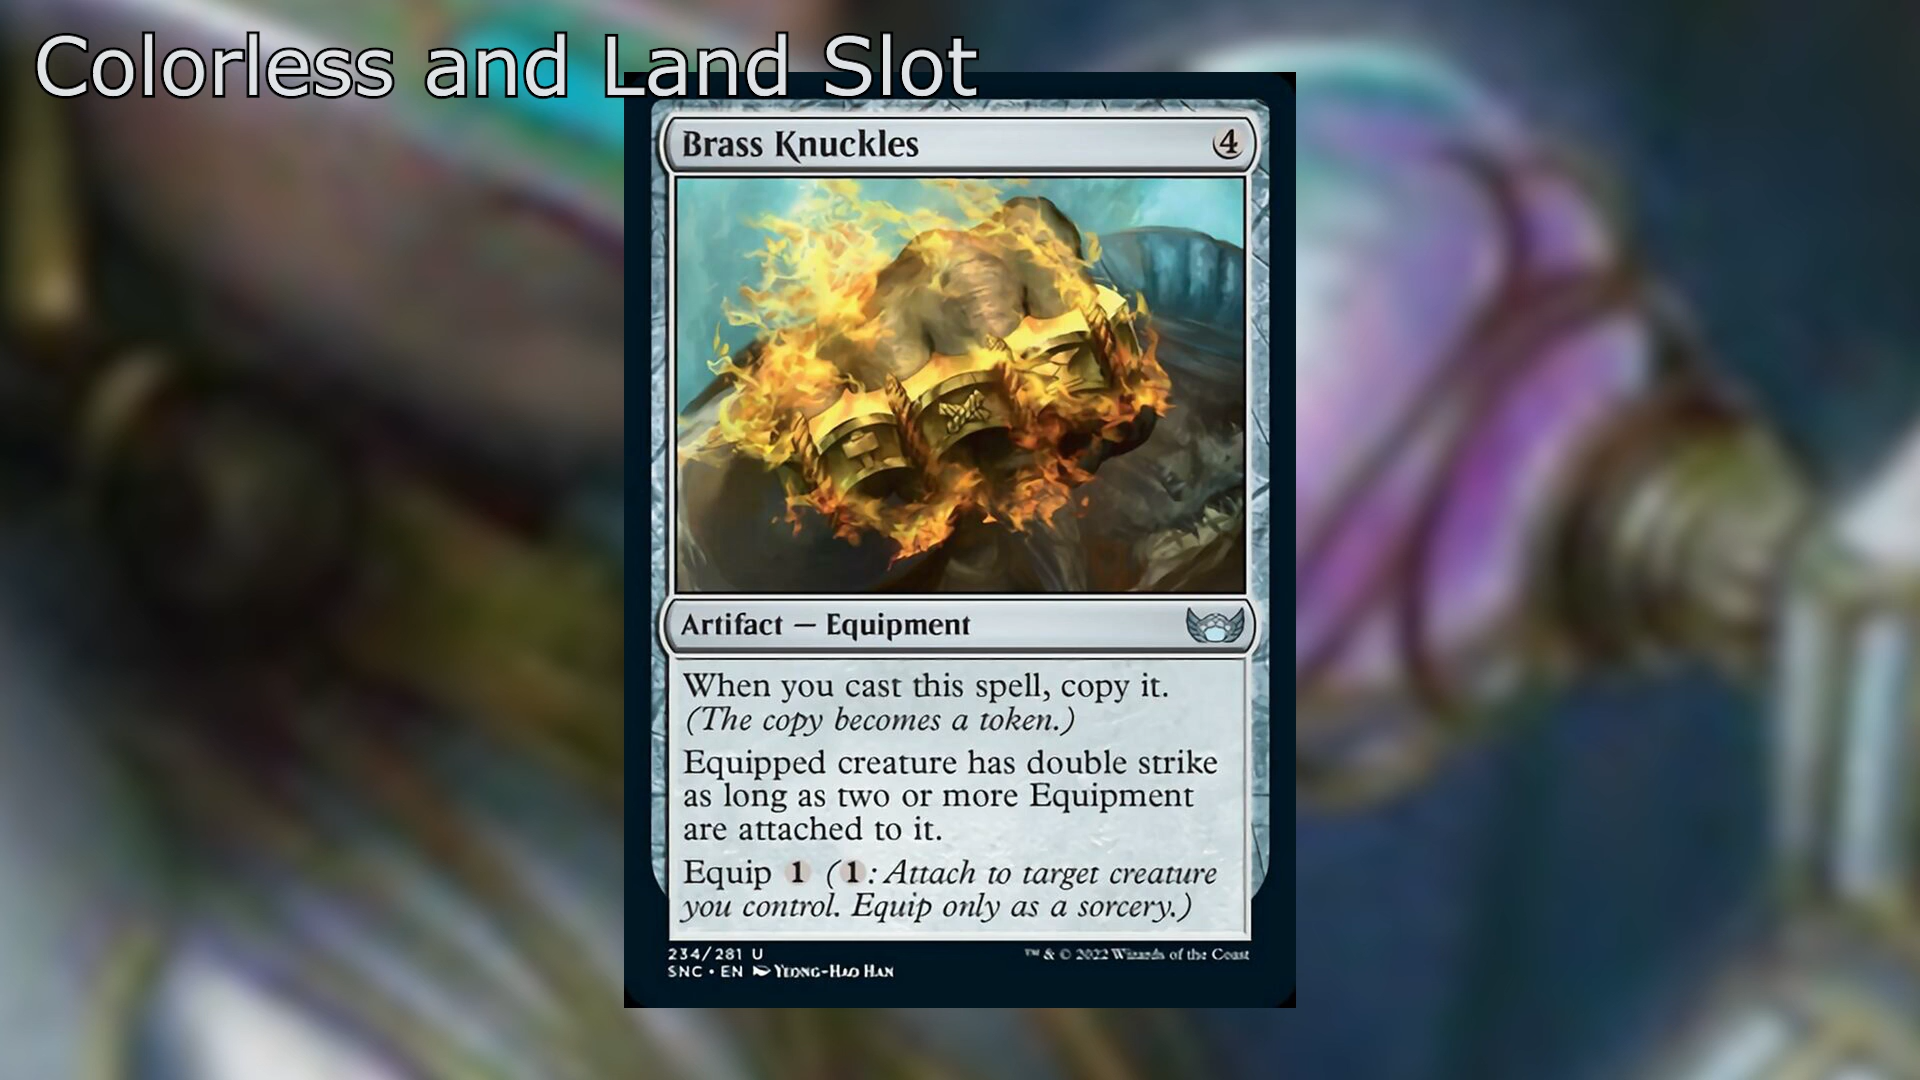 Colorless and Land Slot
Brass Knuckles 4
Artifact — Equipment
When you cast this spell, copy it.
(The copy becomes a token.)
Equipped creature has double strike
as long as two or more Equipment
are attached to it.
Equip 1 (1: Attach to target creature
you control. Equip only as a sorcery.)
234/281 U
™ & © 2022 Wizards of the Coast
SNC • EN Yeong-Hao Han